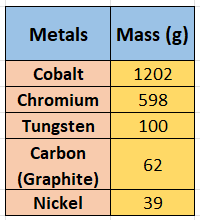 Metals Mass (g)
Cobalt 1202
Chromium 598
Tungsten 100
Carbon
(Graphite) 62
Nickel 39